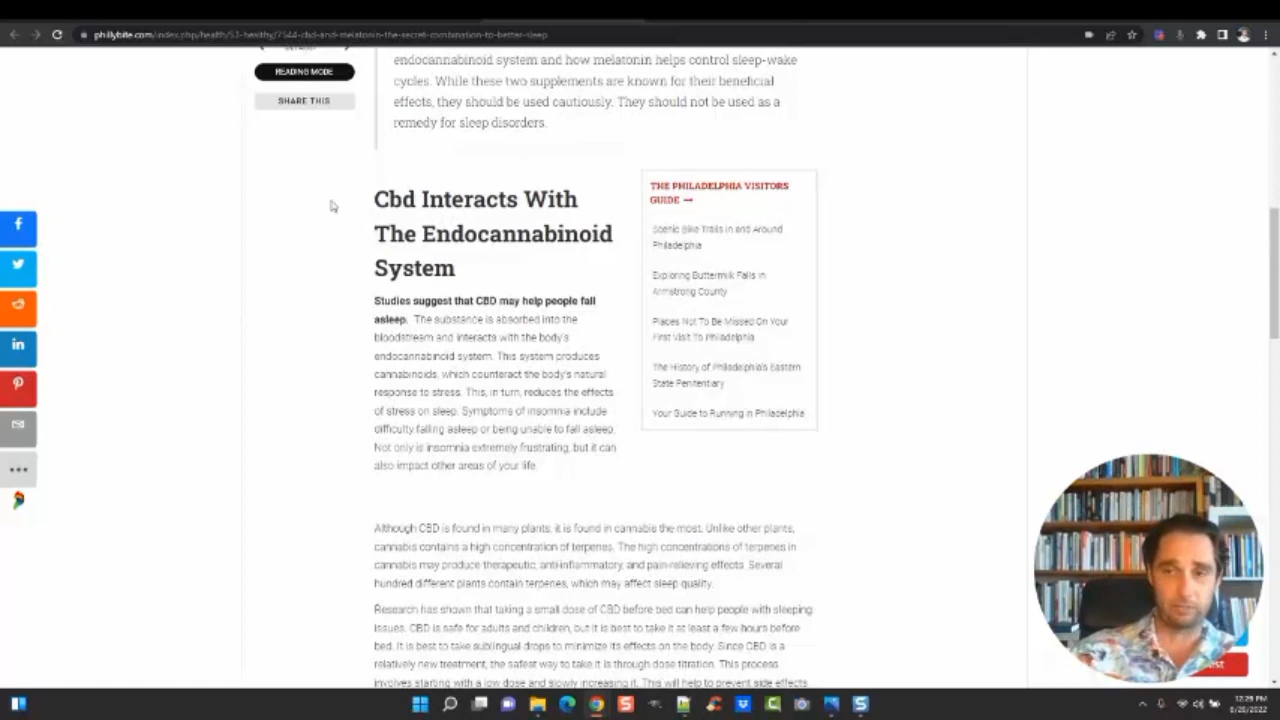 phillybite.com/index.php/health/53-healthy/7544-cbd-and-melatonin-the-secret-combination-to-better-sleep
READING MODE
SHARE THIS
endocannabinoid system and how melatonin helps control sleep-wake
cycles. While these two supplements are known for their beneficial
effects, they should be used cautiously. They should not be used as a
remedy for sleep disorders.
Cbd Interacts With
The Endocannabinoid
System
Studies suggest that CBD may help people fall
asleep. The substance is absorbed into the
bloodstream and interacts with the body's
endocannabinoid system. This system produces
cannabinoids, which counteract the body's natural
response to stress. This, in turn, reduces the effects
of stress on sleep. Symptoms of insomnia include
difficulty falling asleep or being unable to fall asleep.
Not only is insomnia extremely frustrating, but it can
also impact other areas of your life.
THE PHILADELPHIA VISITORS
GUIDE →
Scenic Bike Trails in and Around
Philadelphia
Exploring Buttermilk Falls in
Armstrong County
Places Not To Be Missed On Your
First Visit To Philadelphia
The History of Philadelphia's Eastern
State Penitentiary
Your Guide to Running in Philadelphia
Although CBD is found in many plants, it is found in cannabis the most. Unlike other plants,
cannabis contains a high concentration of terpenes. The high concentrations of terpenes in
cannabis may produce therapeutic, anti-inflammatory, and pain-relieving effects. Several
hundred different plants contain terpenes, which may affect sleep quality.
Research has shown that taking a small dose of CBD before bed can help people with sleeping
issues. CBD is safe for adults and children, but it is best to take it at least a few hours before
bed. It is best to take sublingual drops to minimize its effects on the body. Since CBD is a
relatively new treatment, the safest way to take it is through dose titration. This process
involves starting with a low dose and slowly increasing it. This will help to prevent side effects
12:29 PM
8/26/2022